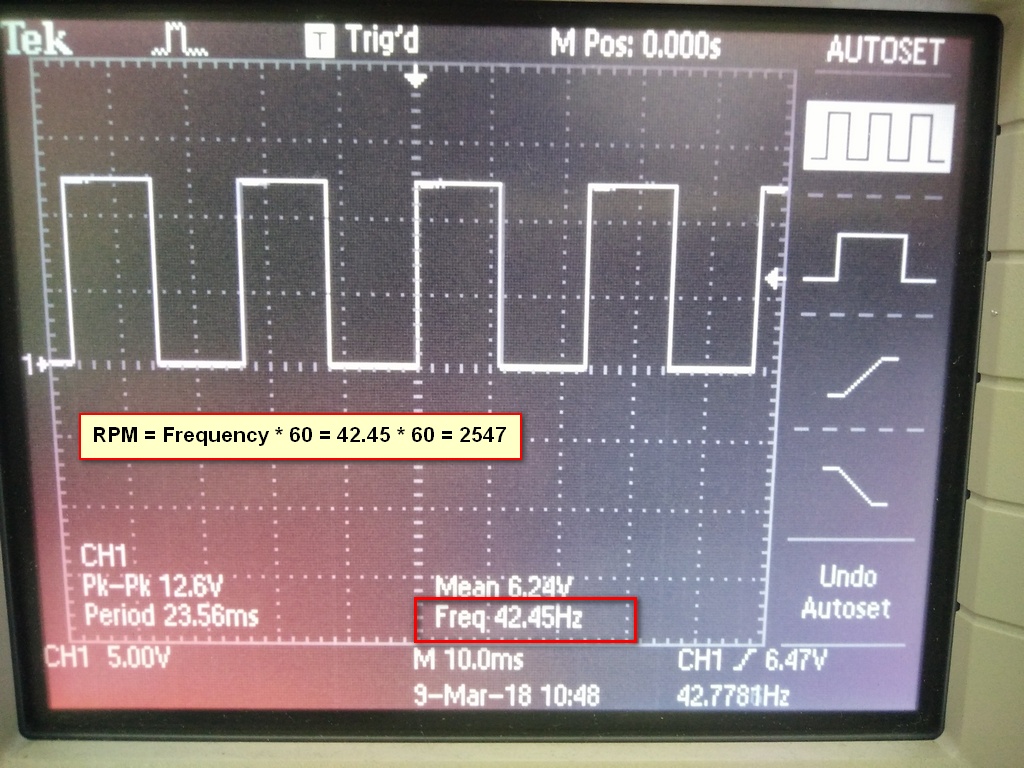 Tek T Trig'd M Pos: 0.000s AUTOSET
1
RPM = Frequency * 60 = 42.45 * 60 = 2547
CH1
Pk-Pk 12.6V Mean 6.24V
Period 23.56ms Freq 42.45Hz
Undo
Autoset
CH1 5.00V M 10.0ms CH1 6.47V
9-Mar-18 10:48 42.7781Hz